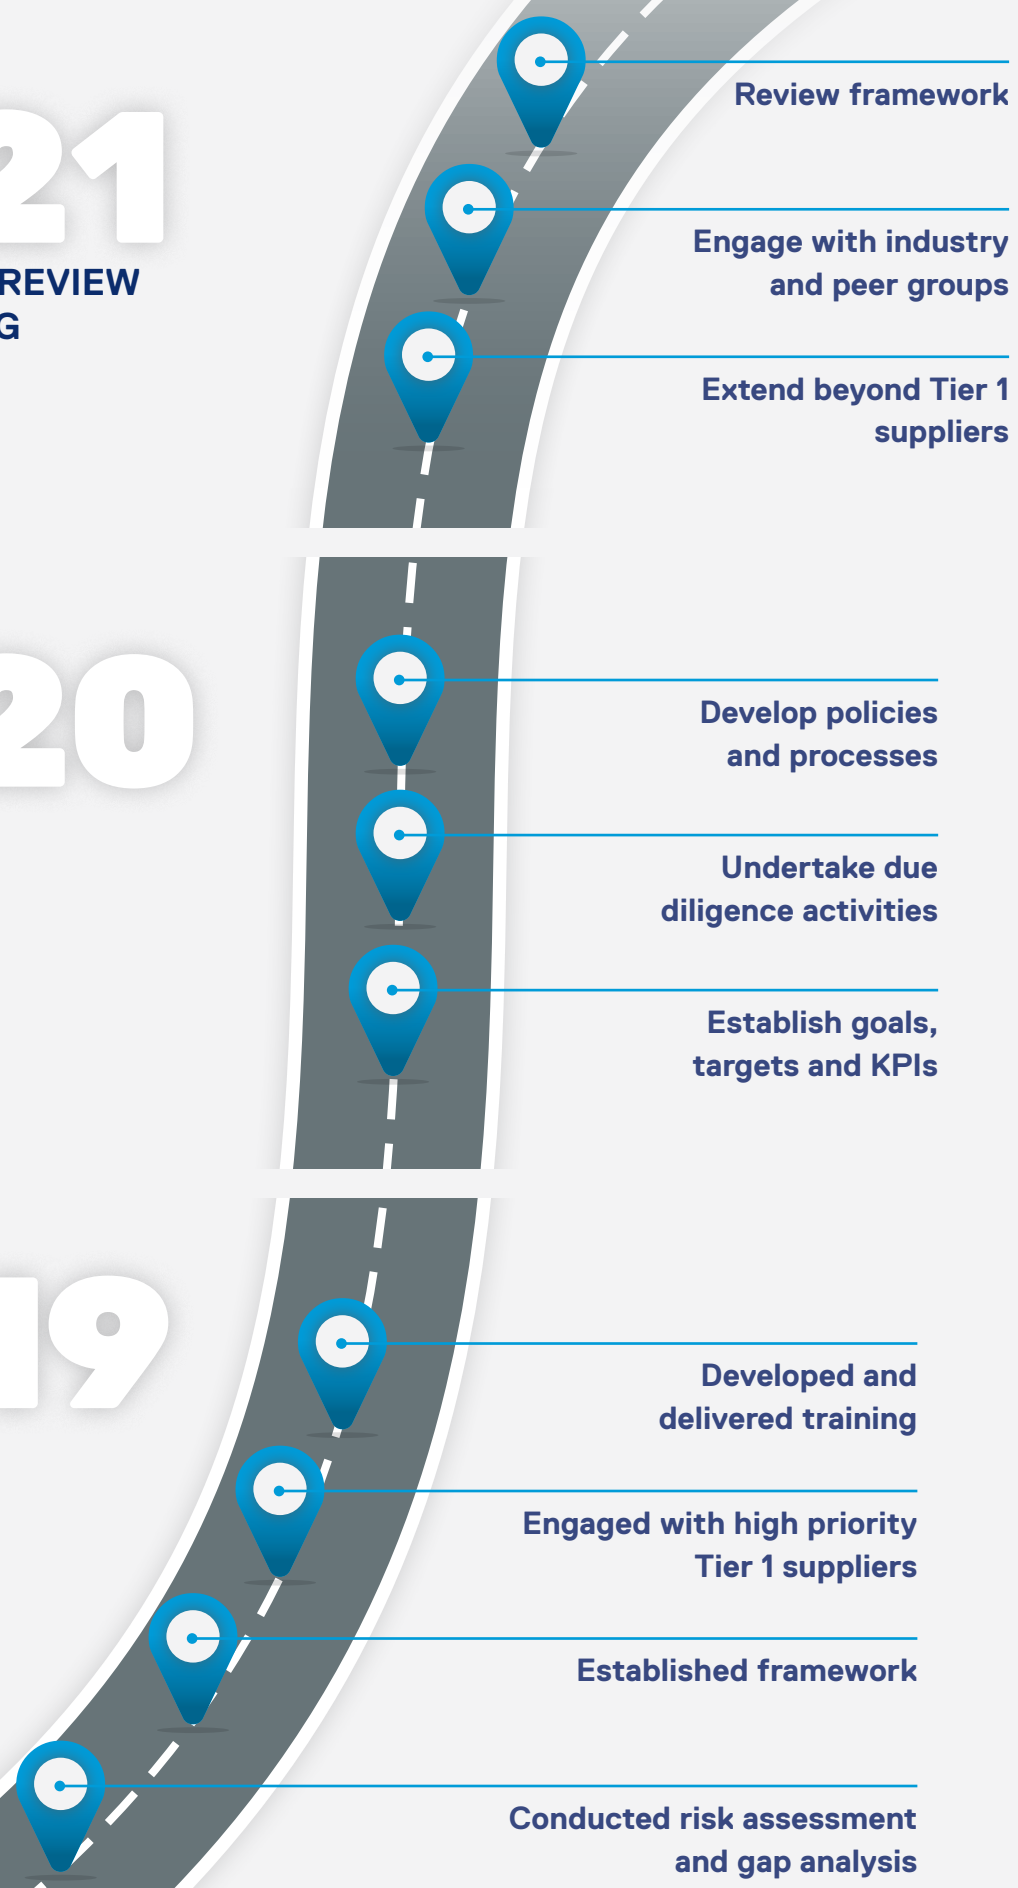 21
REVIEW
G
Review framework
Engage with industry
and peer groups
Extend beyond Tier 1
suppliers
20
Develop policies
and processes
Undertake due
diligence activities
Establish goals,
targets and KPIs
19
Developed and
delivered training
Engaged with high priority
Tier 1 suppliers
Established framework
Conducted risk assessment
and gap analysis